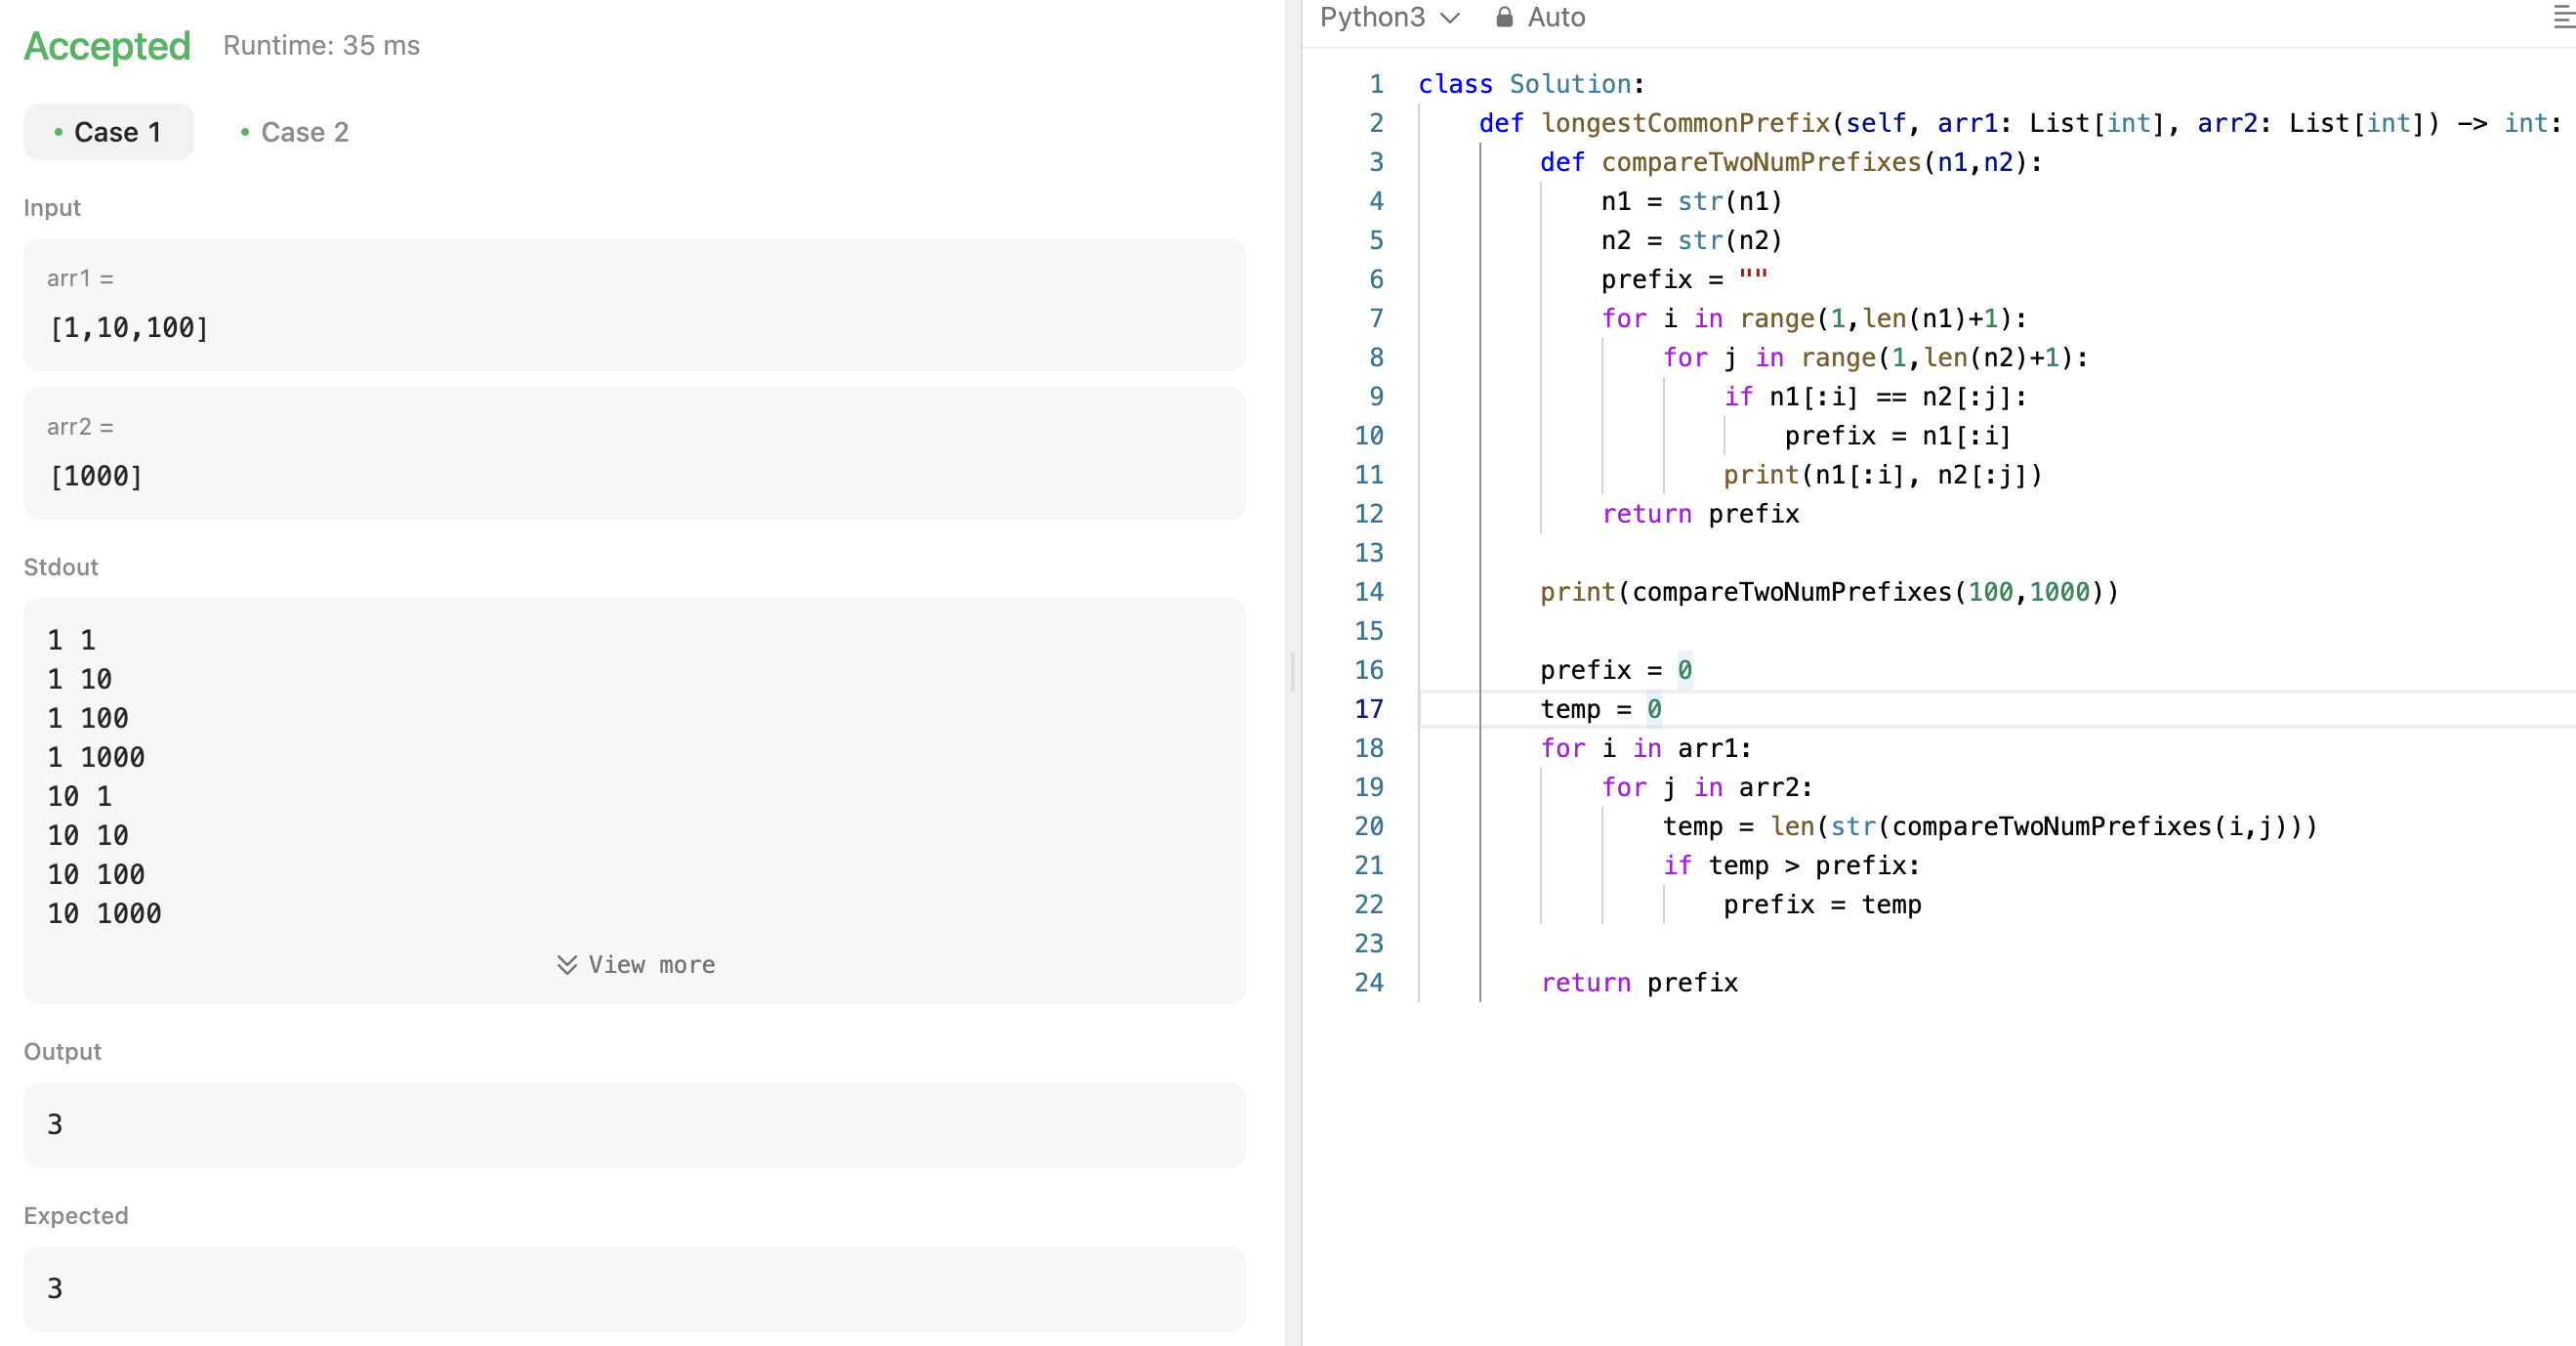 Accepted Runtime: 35 ms
• Case 1 • Case 2
Input
arr1 =
[1,10,100]
arr2 =
[1000]
Stdout
1 1
1 10
1 100
1 1000
10 1
10 10
10 100
10 1000
View more
Output
3
Expected
3
Python3 Auto
1 class Solution:
2     def longestCommonPrefix(self, arr1: List[int], arr2: List[int]) -> int:
3         def compareTwoNumPrefixes(n1,n2):
4             n1 = str(n1)
5             n2 = str(n2)
6             prefix = ""
7             for i in range(1,len(n1)+1):
8                 for j in range(1,len(n2)+1):
9                     if n1[:i] == n2[:j]:
10                         prefix = n1[:i]
11                     print(n1[:i], n2[:j])
12             return prefix
13
14         print(compareTwoNumPrefixes(100,1000))
15
16         prefix = 0
17         temp = 0
18         for i in arr1:
19             for j in arr2:
20                 temp = len(str(compareTwoNumPrefixes(i,j)))
21                 if temp > prefix:
22                     prefix = temp
23
24         return prefix